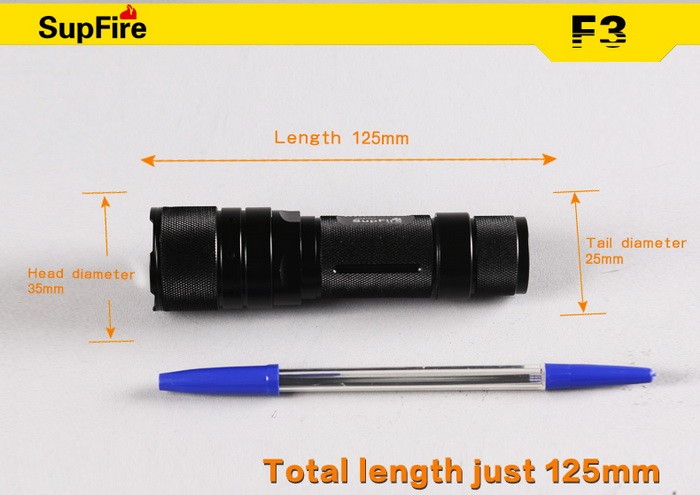 SupFire
F3
Length 125mm
SupFire
Head diameter
35mm
Tail diameter
25mm
Total length just 125mm